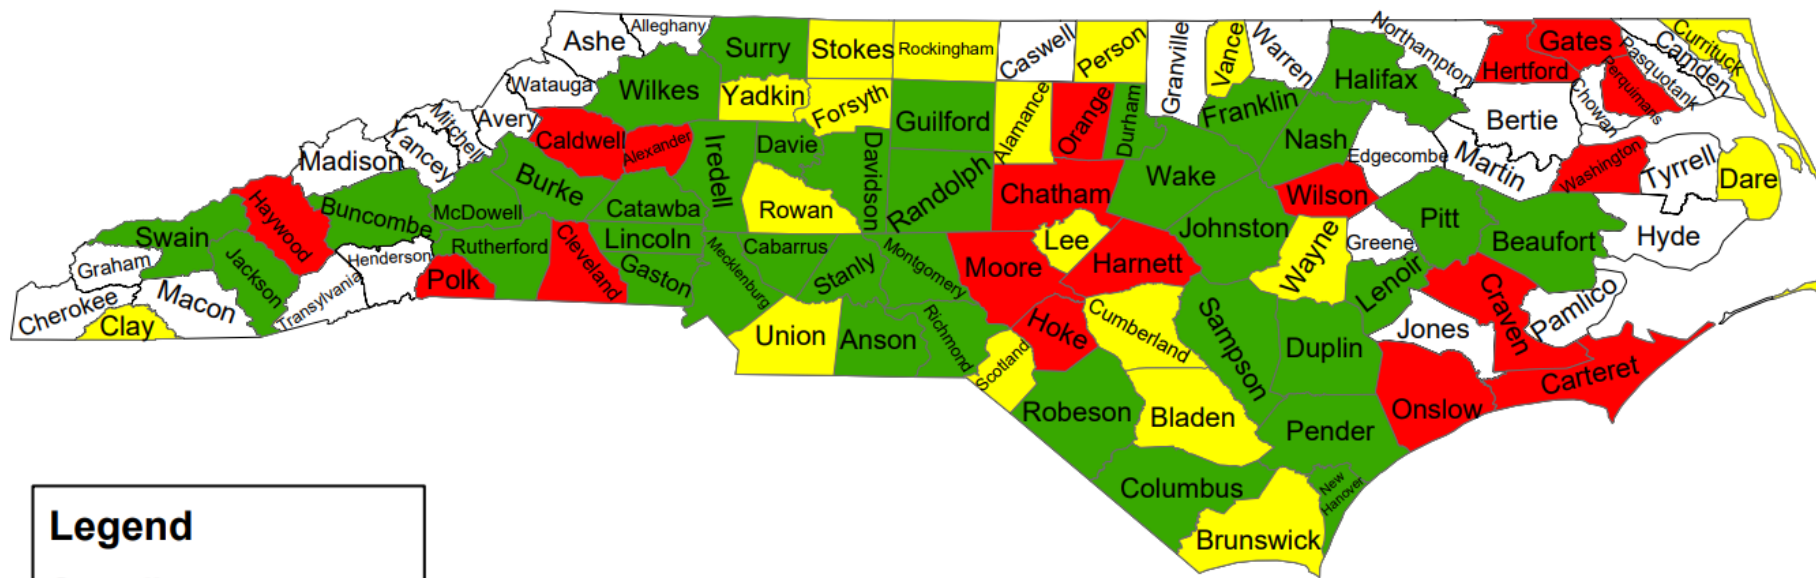 Alleghany
Ashe
Surry
Stokes
Rockingham
Caswell
Person
Granville
Vance
Warren
Northampton
Gates
Hertford
Pasquotank
Camden
Currituck
Perquimans
Chowan
Watauga
Wilkes
Yadkin
Forsyth
Guilford
Alamance
Orange
Durham
Franklin
Halifax
Nash
Bertie
Avery
Mitchell
Yancey
Madison
Caldwell
Alexander
Iredell
Davie
Davidson
Randolph
Chatham
Wake
Edgecombe
Martin
Washington
Tyrrell
Dare
Haywood
Buncombe
McDowell
Burke
Catawba
Rowan
Wilson
Pitt
Beaufort
Hyde
Swain
Graham
Jackson
Henderson
Transylvania
Rutherford
Polk
Cleveland
Lincoln
Gaston
Mecklenburg
Cabarrus
Stanly
Montgomery
Moore
Lee
Harnett
Johnston
Wayne
Greene
Lenoir
Craven
Pamlico
Jones
Cherokee
Clay
Macon
Union
Anson
Richmond
Scotland
Hoke
Cumberland
Sampson
Duplin
Onslow
Carteret
Robeson
Bladen
Pender
Columbus
Brunswick
New
Hanover
Legend